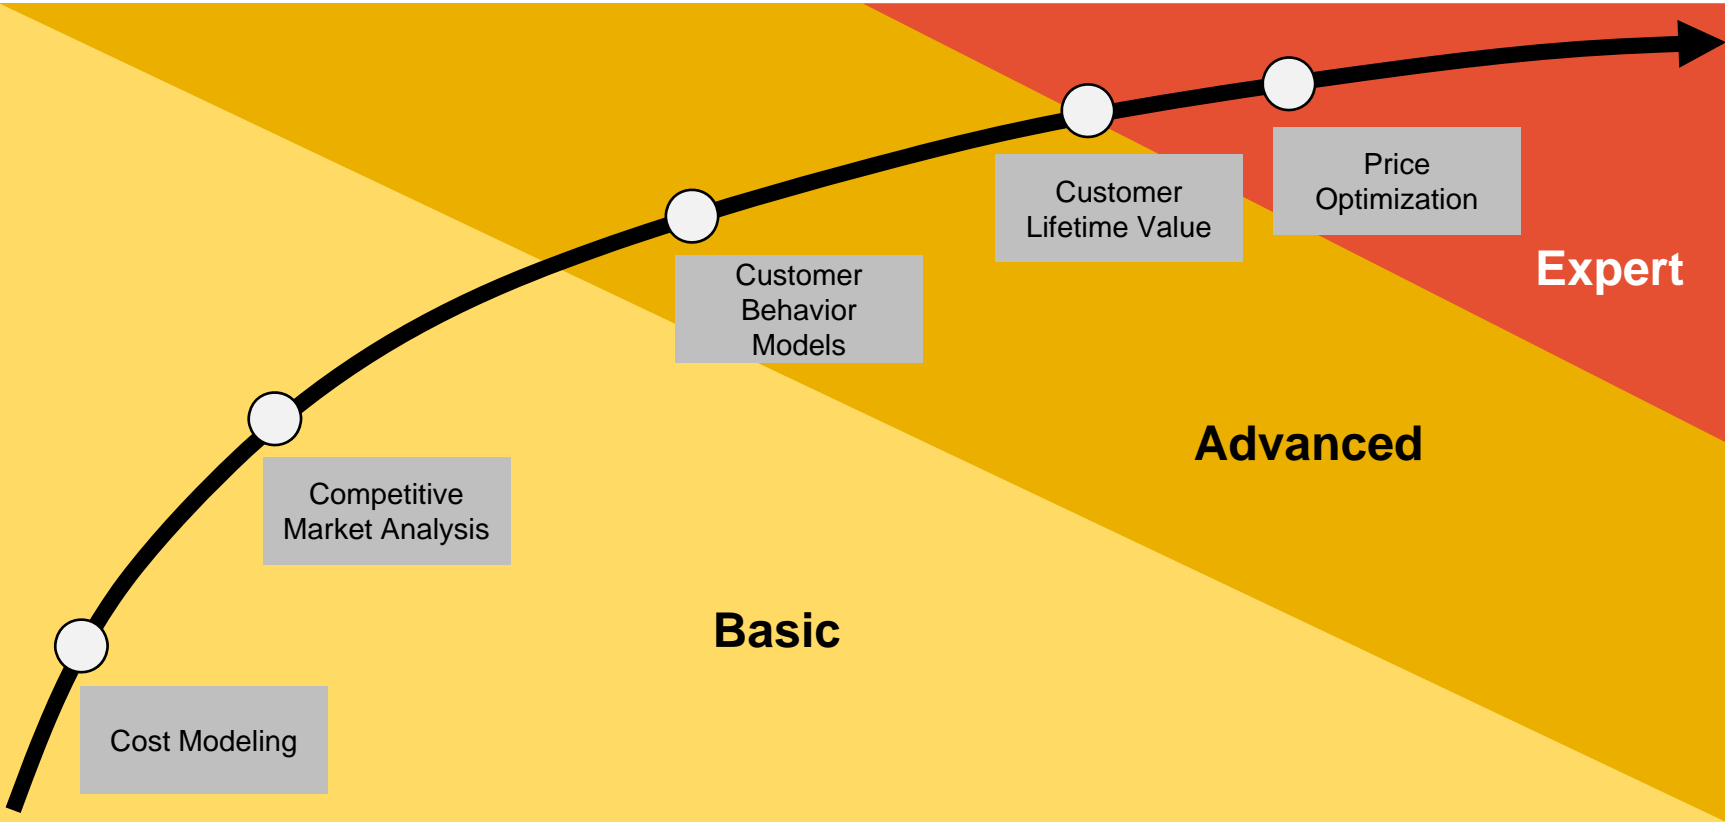 Price
Optimization
Customer
Lifetime Value
Expert
Customer
Behavior
Models
Advanced
Competitive
Market Analysis
Basic
Cost Modeling